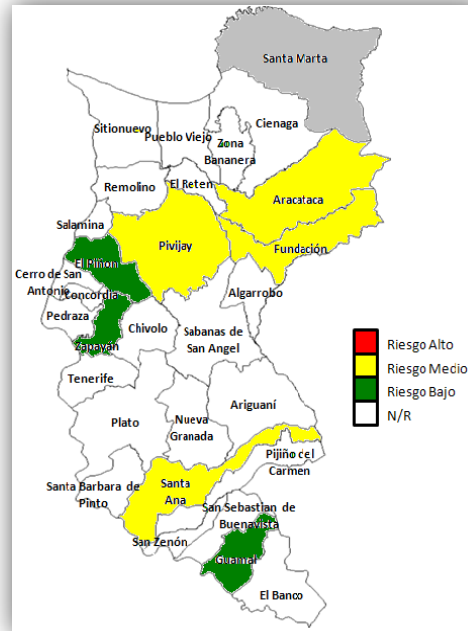 Santa Marta
Sitionuevo
Pueblo Viejo
Zona
Bananera
Cienaga
Remolino
El Reten
Aracataca
Salamina
Pivijay
Fundación
El Piñon
Cerro de San
Antonio
Concordia
Algarrobo
Pedraza
Chivolo
Sabanas de
San Angel
Zapayán
Tenerife
Ariguaní
Plato
Nueva
Granada
Pijiño del
Carmen
Santa Barbara de
Pinto
Santa
Ana
San Sebastian de
Buenavista
San Zenón
Guamal
El Banco
Riesgo Alto
Riesgo Medio
Riesgo Bajo
N/R